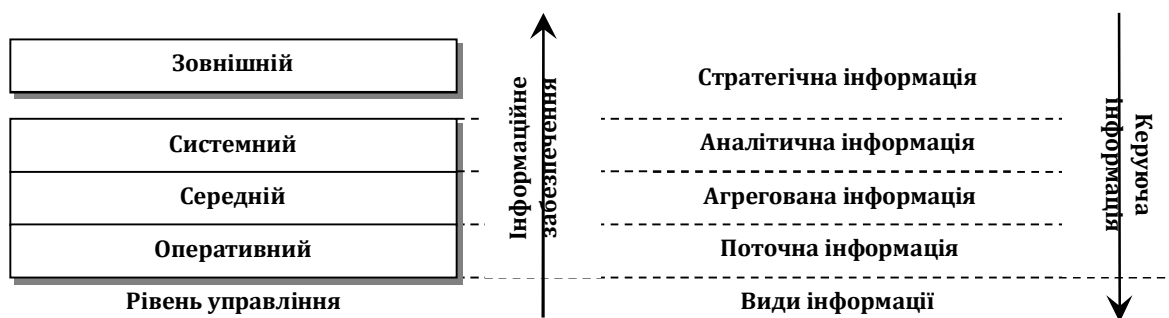 Зовнішній
Системний
Середній
Оперативний
Рівень управління
Інформаційне
забезпечення
Стратегічна інформація
Аналітична інформація
Агрегована інформація
Поточна інформація
Види інформації
Керуюча
інформація